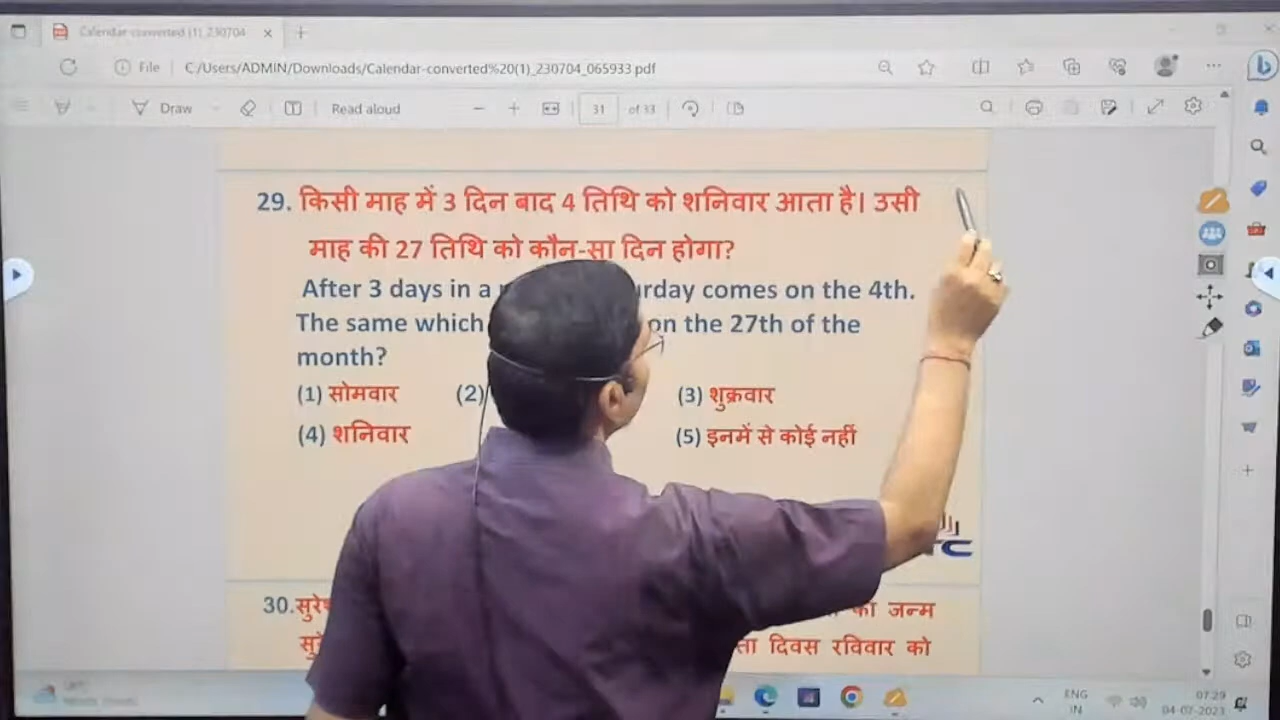 Calendar-converted (1)_230704
File C:/Users/ADMIN/Downloads/Calendar-converted%20(1)_230704_065933.pdf
Draw Read aloud 31 of 33
29. किसी माह में 3 दिन बाद 4 तिथि को शनिवार आता है। उसी
माह की 27 तिथि को कौन-सा दिन होगा?
After 3 days in a comes on the 4th.
The same which on the 27th of the
month?
(1) सोमवार (2) (3) शुक्रवार
(4) शनिवार (5) इनमें से कोई नहीं
30. का जन्म
दिवस रविवार को
ENG
IN
07:29
04-07-2023